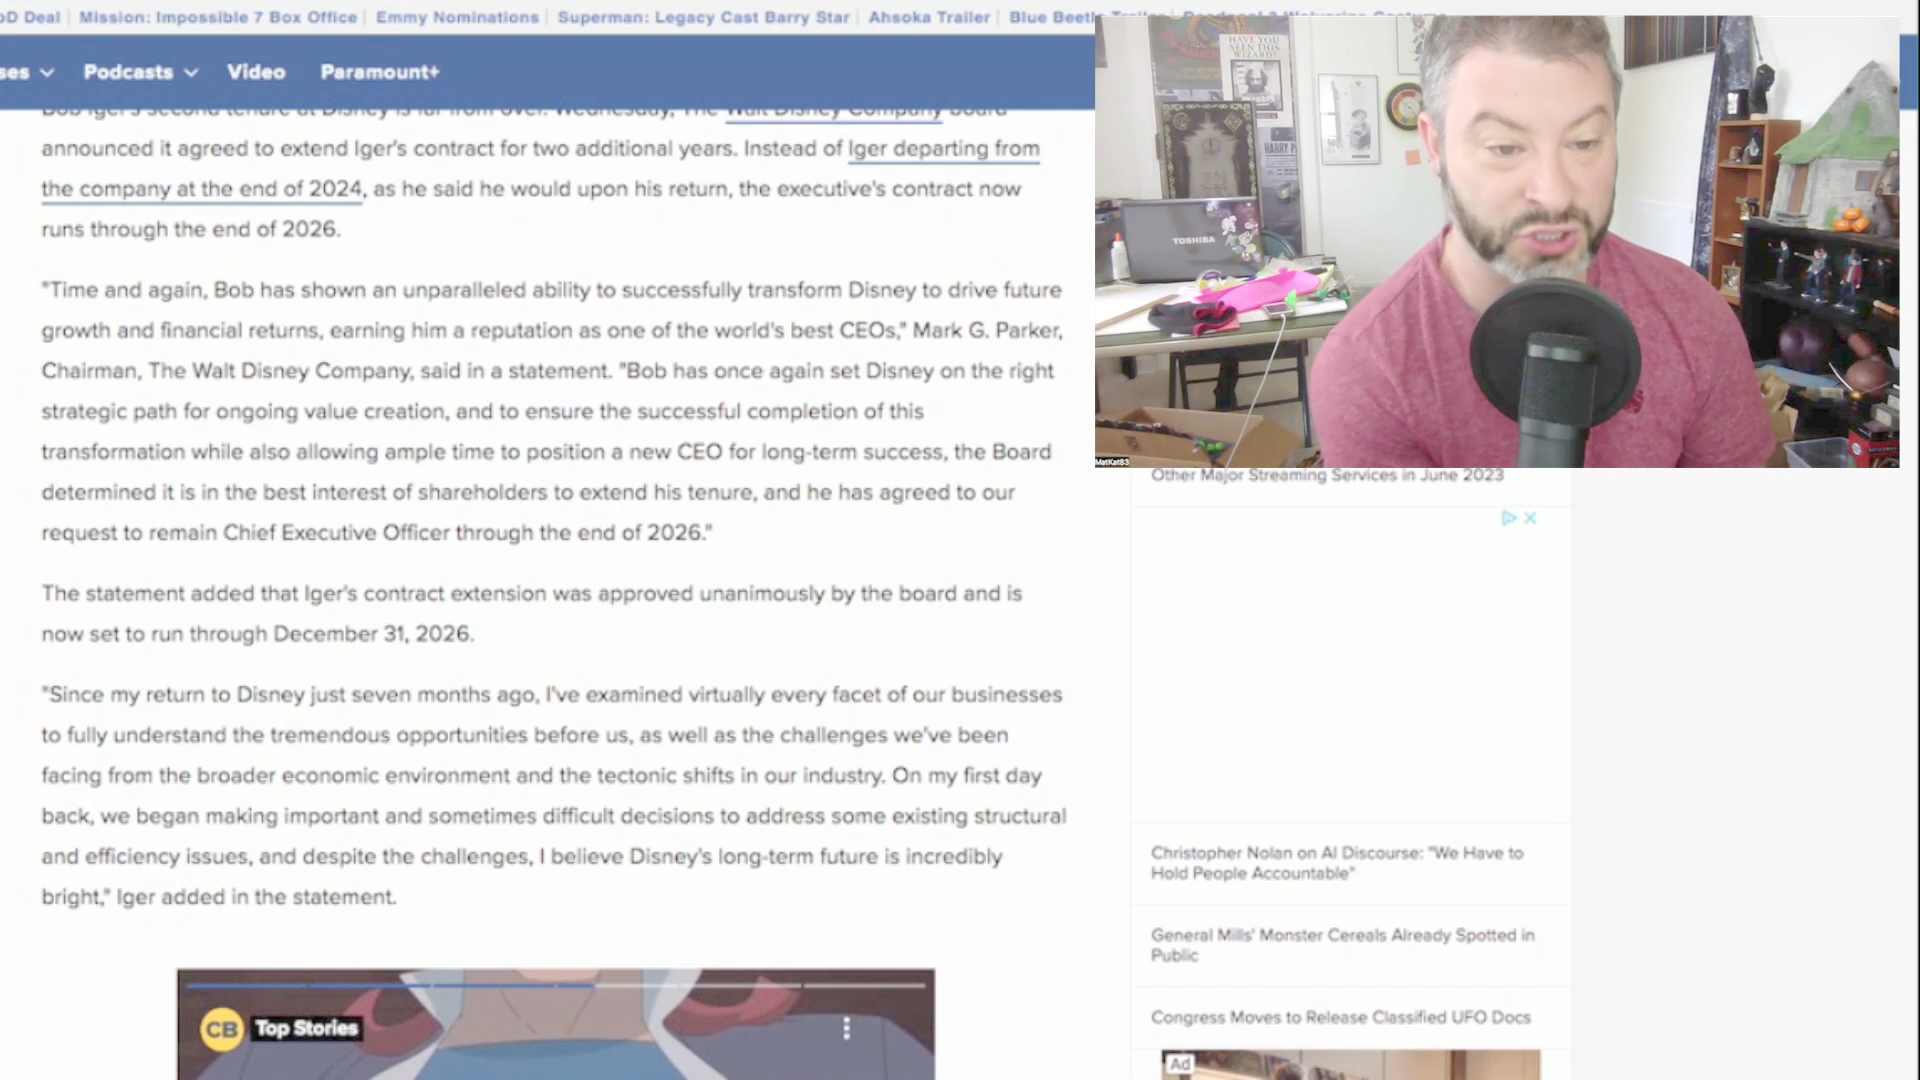 oD Deal
Mission: Impossible 7 Box Office
Emmy Nominations
Superman: Legacy Cast Barry Star
Ahsoka Trailer
Blue Beetle Trailer
ses
Podcasts
Video
Paramount+
Bob Iger's second tenure at Disney is far from over. Wednesday, The Walt Disney Company board
announced it agreed to extend Iger's contract for two additional years. Instead of Iger departing from
the company at the end of 2024, as he said he would upon his return, the executive's contract now
runs through the end of 2026.
"Time and again, Bob has shown an unparalleled ability to successfully transform Disney to drive future
growth and financial returns, earning him a reputation as one of the world's best CEOs," Mark G. Parker,
Chairman, The Walt Disney Company, said in a statement. "Bob has once again set Disney on the right
strategic path for ongoing value creation, and to ensure the successful completion of this
transformation while also allowing ample time to position a new CEO for long-term success, the Board
determined it is in the best interest of shareholders to extend his tenure, and he has agreed to our
request to remain Chief Executive Officer through the end of 2026."
The statement added that Iger's contract extension was approved unanimously by the board and is
now set to run through December 31, 2026.
"Since my return to Disney just seven months ago, I've examined virtually every facet of our businesses
to fully understand the tremendous opportunities before us, as well as the challenges we've been
facing from the broader economic environment and the tectonic shifts in our industry. On my first day
back, we began making important and sometimes difficult decisions to address some existing structural
and efficiency issues, and despite the challenges, I believe Disney's long-term future is incredibly
bright," Iger added in the statement.
CB Top Stories
HAVE YOU
SEEN THIS
WIZARD?
HARRY P
TOSHIBA
MatKat83
Other Major Streaming Services in June 2023
Christopher Nolan on AI Discourse: "We Have to
Hold People Accountable"
General Mills' Monster Cereals Already Spotted in
Public
Congress Moves to Release Classified UFO Docs
Ad